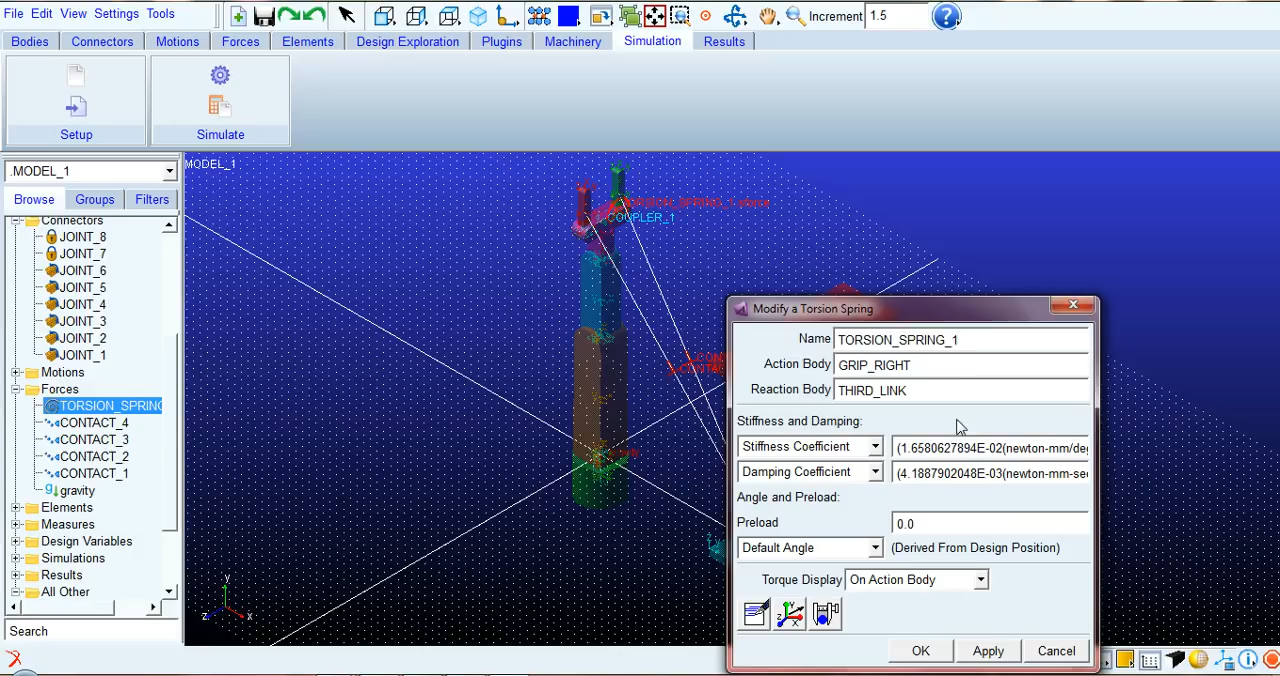 File Edit View Settings Tools
Increment 1.5
Bodies Connectors Motions Forces Elements Design Exploration Plugins Machinery Simulation Results
Setup Simulate
.MODEL_1
MODEL_1
Browse Groups Filters
Connectors
JOINT_8
JOINT_7
JOINT_6
JOINT_5
JOINT_4
JOINT_3
JOINT_2
JOINT_1
Motions
Forces
TORSION_SPRING
CONTACT_4
CONTACT_3
CONTACT_2
CONTACT_1
gravity
Elements
Measures
Design Variables
Simulations
Results
All Other
Search
TORSION_SPRING_1.sforce
COUPLER_1
y
z
x
Modify a Torsion Spring
Name TORSION_SPRING_1
Action Body GRIP_RIGHT
Reaction Body THIRD_LINK
Stiffness and Damping:
Stiffness Coefficient (1.6580627894E-02(newton-mm/deg
Damping Coefficient (4.1887902048E-03(newton-mm-sec
Angle and Preload:
Preload 0.0
Default Angle (Derived From Design Position)
Torque Display On Action Body
OK Apply Cancel